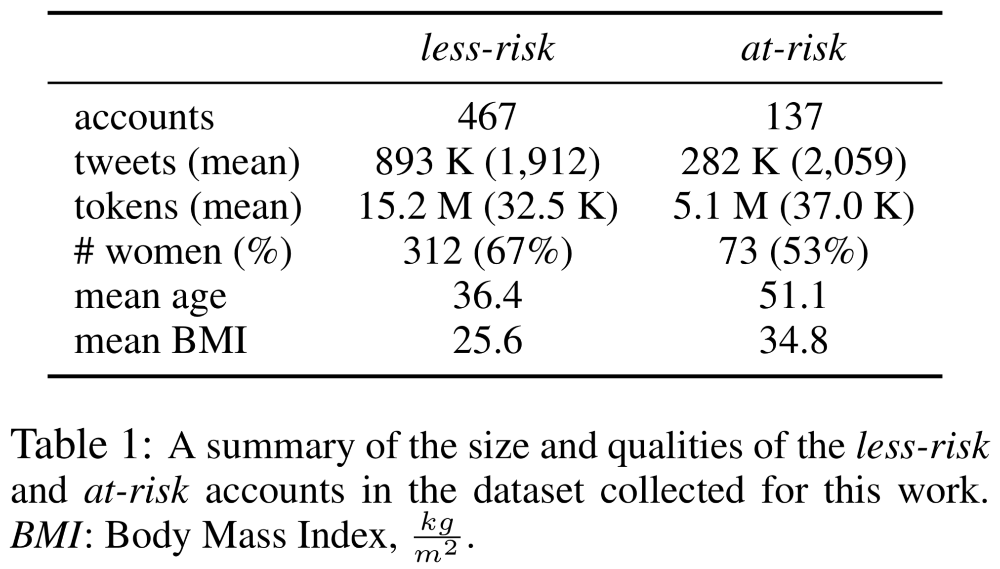 less-risk at-risk
accounts 467 137
tweets (mean) 893 K (1,912) 282 K (2,059)
tokens (mean) 15.2 M (32.5 K) 5.1 M (37.0 K)
# women (%) 312 (67%) 73 (53%)
mean age 36.4 51.1
mean BMI 25.6 34.8
Table 1: A summary of the size and qualities of the less-risk
and at-risk accounts in the dataset collected for this work.
BMI: Body Mass Index, kg/m².